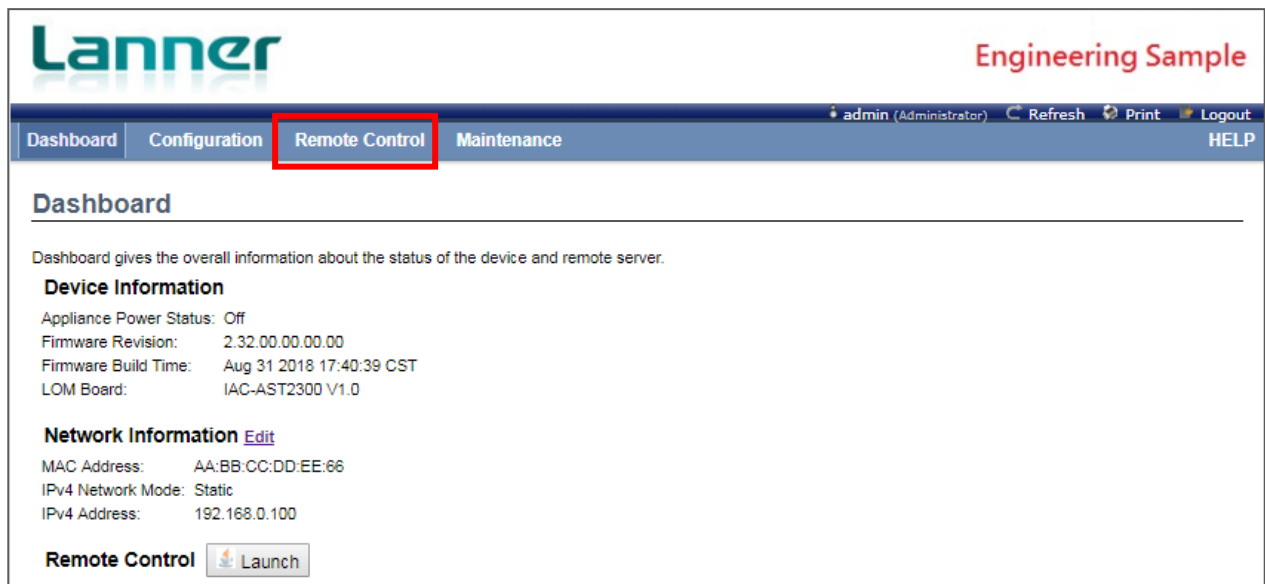 Lanner
Engineering Sample
admin (Administrator) Refresh Print Logout
Dashboard Configuration Remote Control Maintenance HELP
Dashboard
Dashboard gives the overall information about the status of the device and remote server.
Device Information
Appliance Power Status: Off
Firmware Revision: 2.32.00.00.00.00
Firmware Build Time: Aug 31 2018 17:40:39 CST
LOM Board: IAC-AST2300 V1.0
Network Information Edit
MAC Address: AA:BB:CC:DD:EE:66
IPv4 Network Mode: Static
IPv4 Address: 192.168.0.100
Remote Control Launch